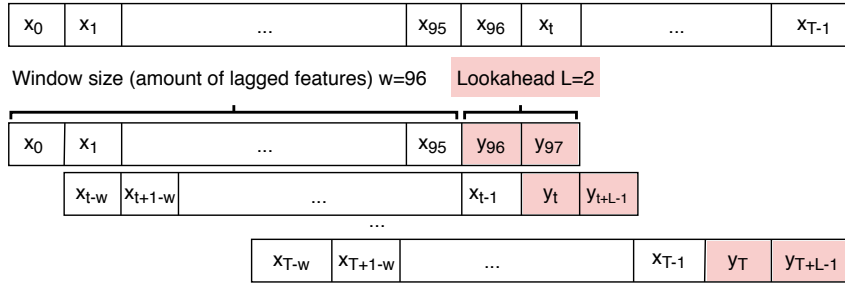 x0 x1 ... x95 x96 xt ... xT-1
Window size (amount of lagged features) w=96 Lookahead L=2
x0 x1 ... x95 y96 y97
xt-w xt+1-w ... xt-1 yt yt+L-1
...
xT-w xT+1-w ... xT-1 yT yT+L-1